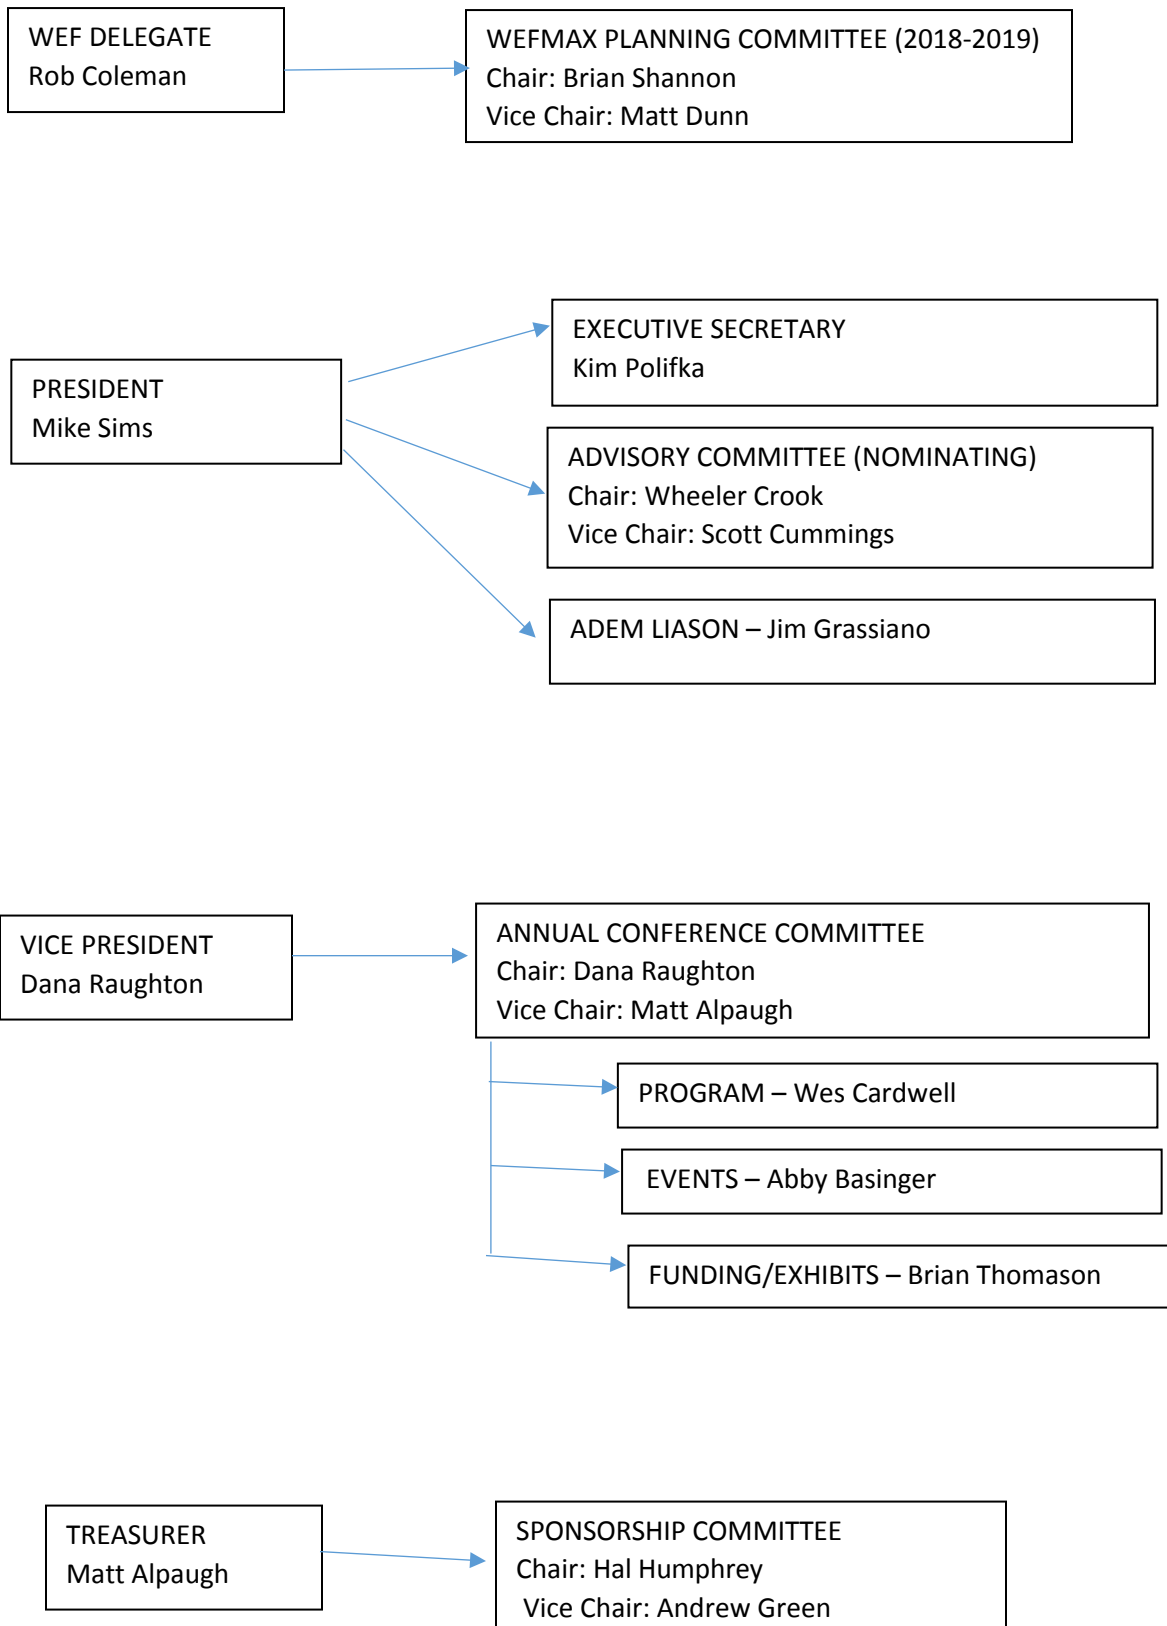 WEF DELEGATE
Rob Coleman
WEFMAX PLANNING COMMITTEE (2018-2019)
Chair: Brian Shannon
Vice Chair: Matt Dunn
PRESIDENT
Mike Sims
EXECUTIVE SECRETARY
Kim Polifka
ADVISORY COMMITTEE (NOMINATING)
Chair: Wheeler Crook
Vice Chair: Scott Cummings
ADEM LIASON – Jim Grassiano
VICE PRESIDENT
Dana Raughton
ANNUAL CONFERENCE COMMITTEE
Chair: Dana Raughton
Vice Chair: Matt Alpaugh
PROGRAM – Wes Cardwell
EVENTS – Abby Basinger
FUNDING/EXHIBITS – Brian Thomason
TREASURER
Matt Alpaugh
SPONSORSHIP COMMITTEE
Chair: Hal Humphrey
Vice Chair: Andrew Green